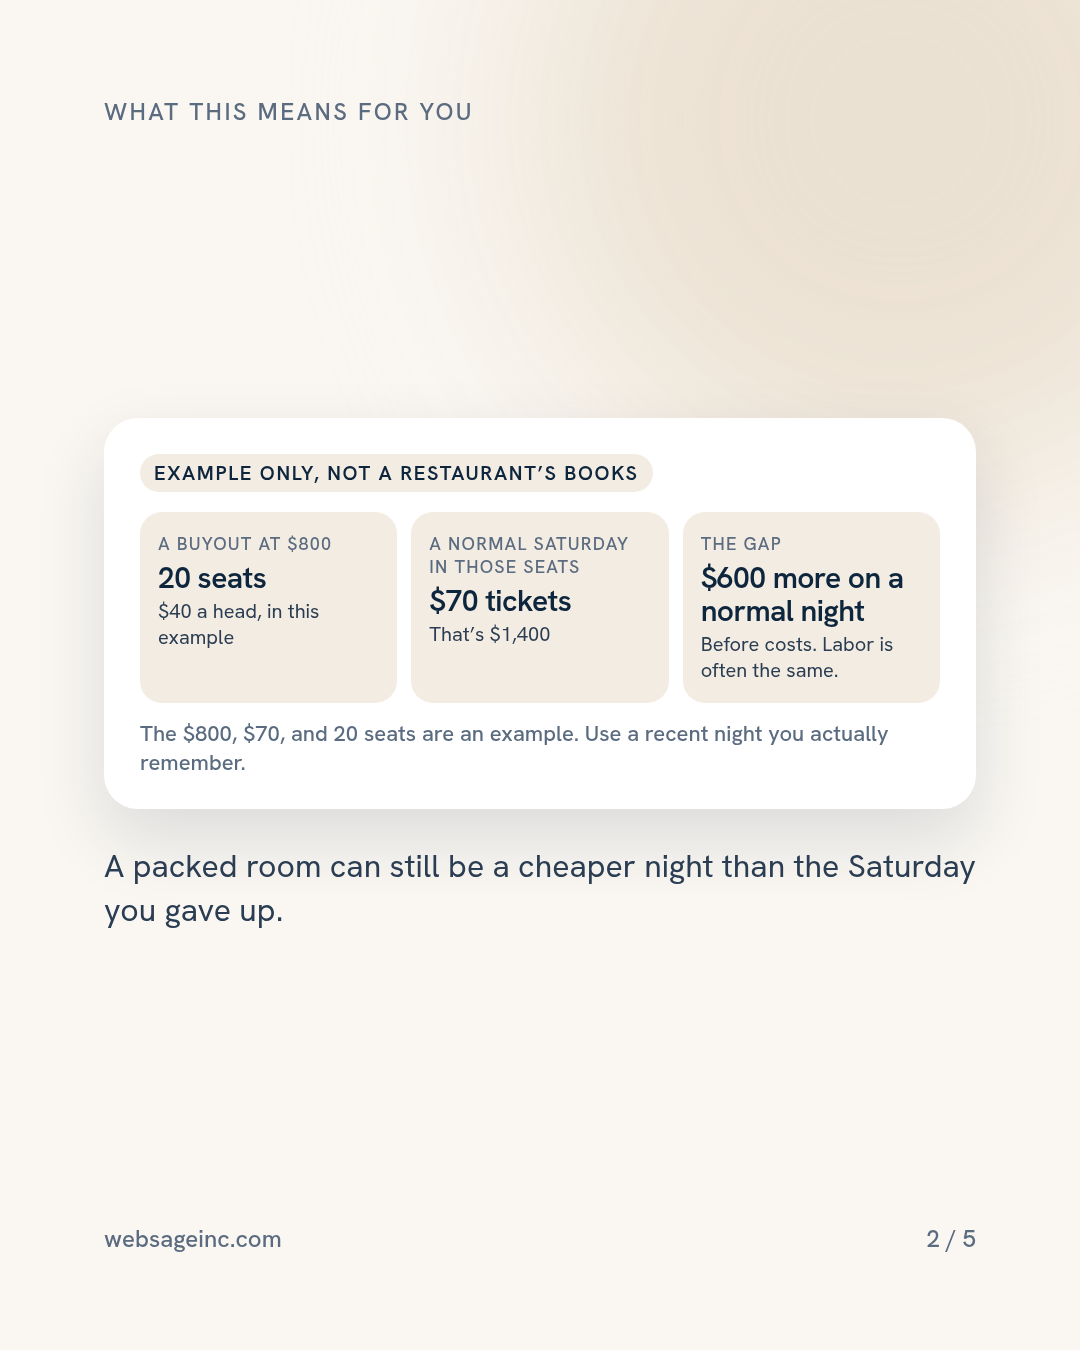 WHAT THIS MEANS FOR YOU
EXAMPLE ONLY, NOT A RESTAURANT’S BOOKS
A BUYOUT AT $800
20 seats
$40 a head, in this
example
A NORMAL SATURDAY
IN THOSE SEATS
$70 tickets
That’s $1,400
THE GAP
$600 more on a
normal night
Before costs. Labor is
often the same.
The $800, $70, and 20 seats are an example. Use a recent night you actually
remember.
A packed room can still be a cheaper night than the Saturday
you gave up.
websageinc.com
2 / 5